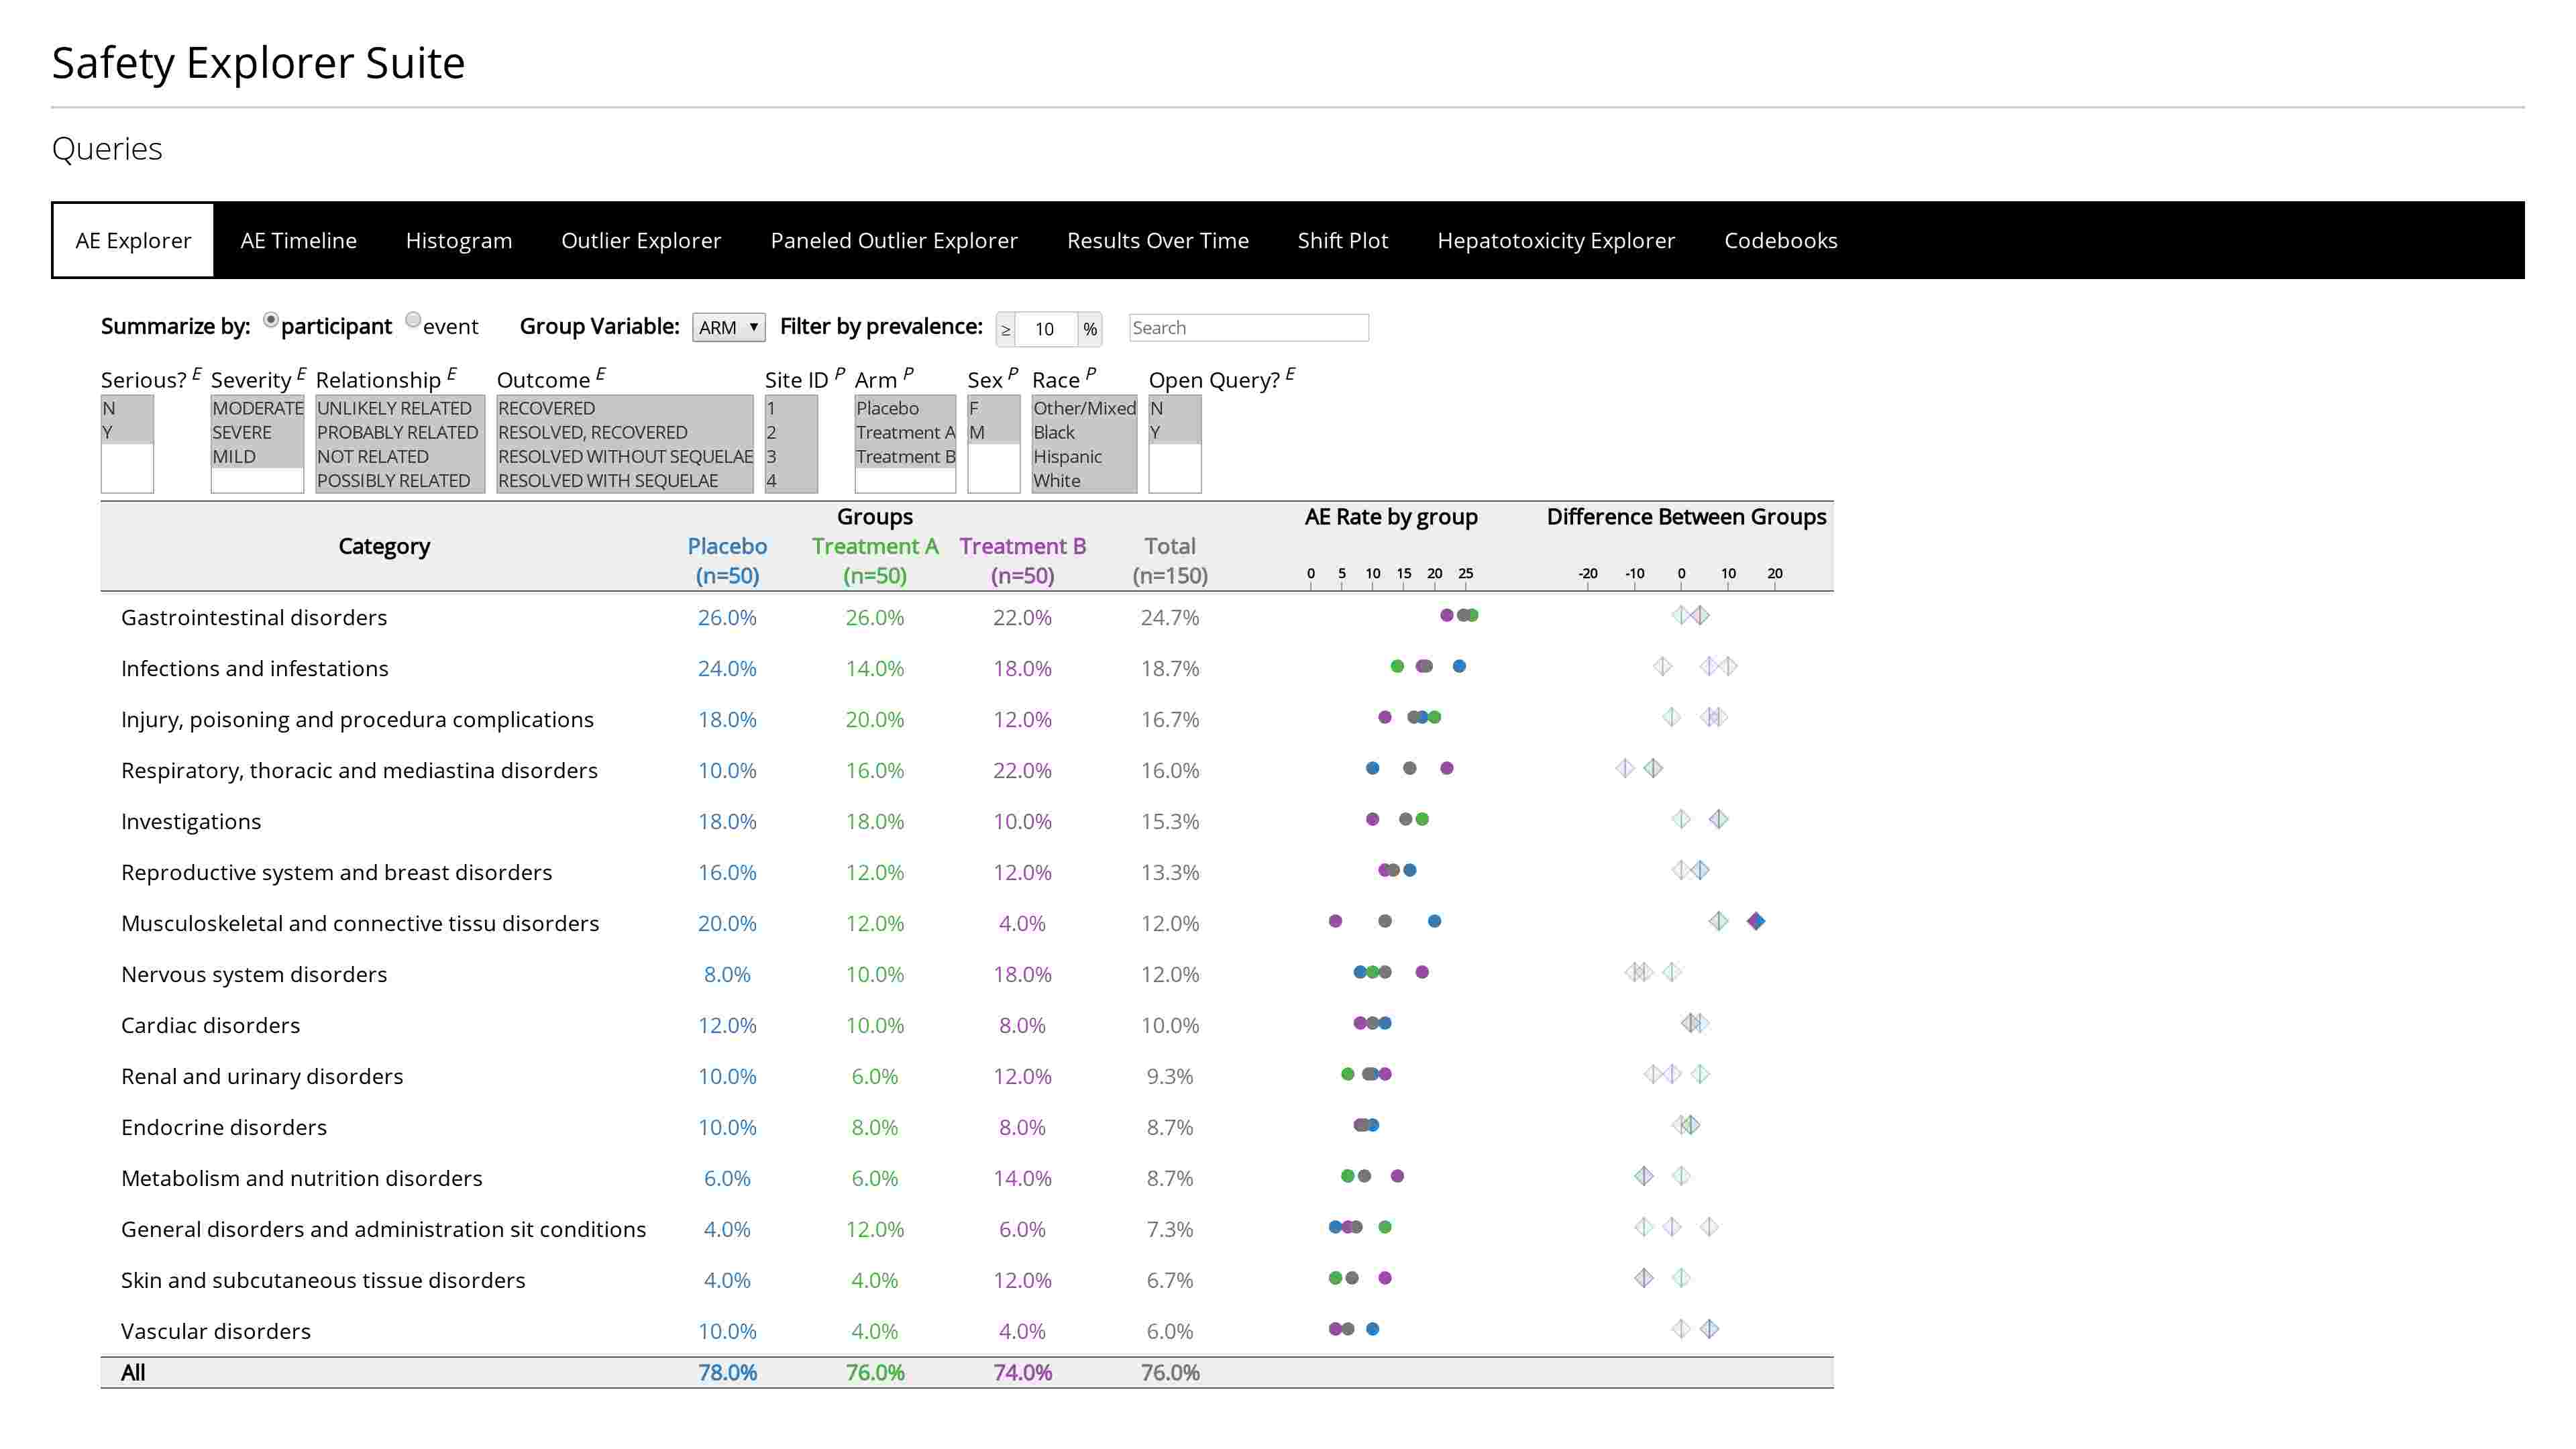 Safety Explorer Suite
Queries
AE Explorer AE Timeline Histogram Outlier Explorer Paneled Outlier Explorer Results Over Time Shift Plot Hepatotoxicity Explorer Codebooks
Summarize by: participant event Group Variable: ARM ▼ Filter by prevalence: ≥ 10 % Search
Serious? E Severity E Relationship E Outcome E Site ID P Arm P Sex P Race P Open Query? E
N MODERATE UNLIKELY RELATED RECOVERED 1 Placebo F Other/Mixed N
Y SEVERE PROBABLY RELATED RESOLVED, RECOVERED 2 Treatment A M Black Y
MILD NOT RELATED RESOLVED WITHOUT SEQUELAE 3 Treatment B Hispanic
POSSIBLY RELATED RESOLVED WITH SEQUELAE 4 White
Groups AE Rate by group Difference Between Groups
Category Placebo Treatment A Treatment B Total
(n=50) (n=50) (n=50) (n=150) 0 5 10 15 20 25 -20 -10 0 10 20
Gastrointestinal disorders 26.0% 26.0% 22.0% 24.7%
Infections and infestations 24.0% 14.0% 18.0% 18.7%
Injury, poisoning and procedura complications 18.0% 20.0% 12.0% 16.7%
Respiratory, thoracic and mediastina disorders 10.0% 16.0% 22.0% 16.0%
Investigations 18.0% 18.0% 10.0% 15.3%
Reproductive system and breast disorders 16.0% 12.0% 12.0% 13.3%
Musculoskeletal and connective tissu disorders 20.0% 12.0% 4.0% 12.0%
Nervous system disorders 8.0% 10.0% 18.0% 12.0%
Cardiac disorders 12.0% 10.0% 8.0% 10.0%
Renal and urinary disorders 10.0% 6.0% 12.0% 9.3%
Endocrine disorders 10.0% 8.0% 8.0% 8.7%
Metabolism and nutrition disorders 6.0% 6.0% 14.0% 8.7%
General disorders and administration sit conditions 4.0% 12.0% 6.0% 7.3%
Skin and subcutaneous tissue disorders 4.0% 4.0% 12.0% 6.7%
Vascular disorders 10.0% 4.0% 4.0% 6.0%
All 78.0% 76.0% 74.0% 76.0%